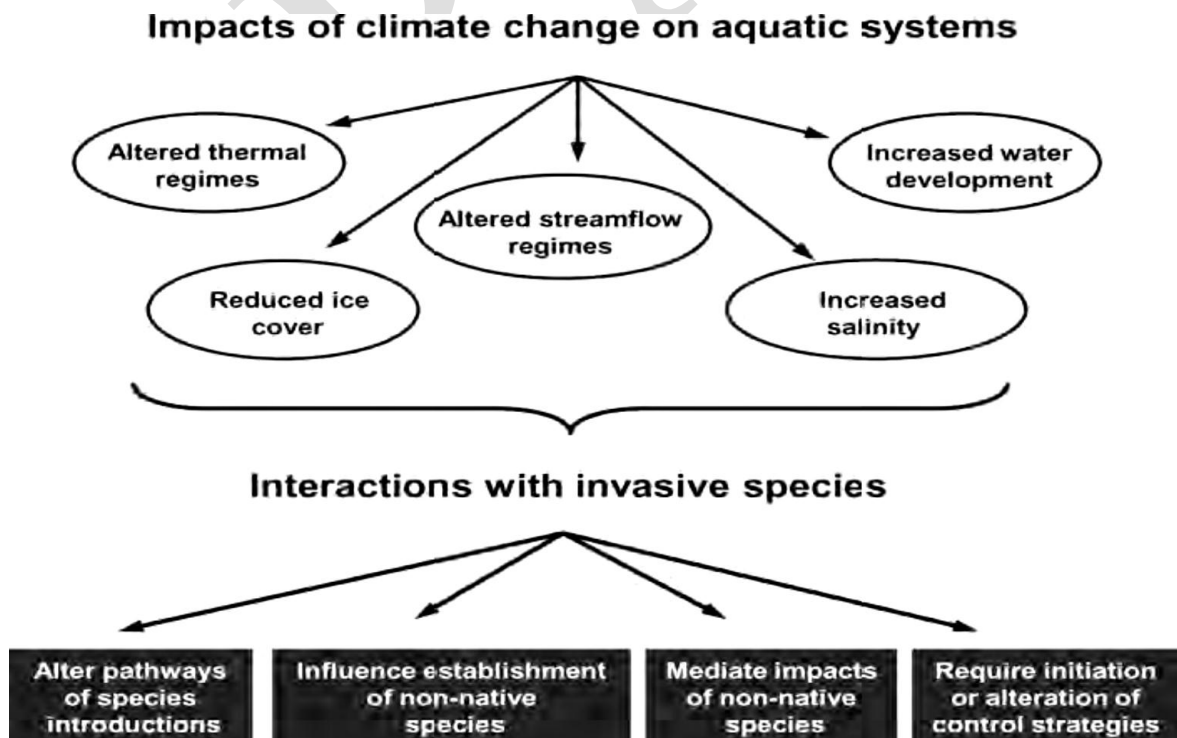 Impacts of climate change on aquatic systems
Altered thermal
regimes
Increased water
development
Altered streamflow
regimes
Reduced ice
cover
Increased
salinity
Interactions with invasive species
Alter pathways
of species
introductions
Influence establishment
of non-native
species
Mediate impacts
of non-native
species
Require initiation
or alteration of
control strategies